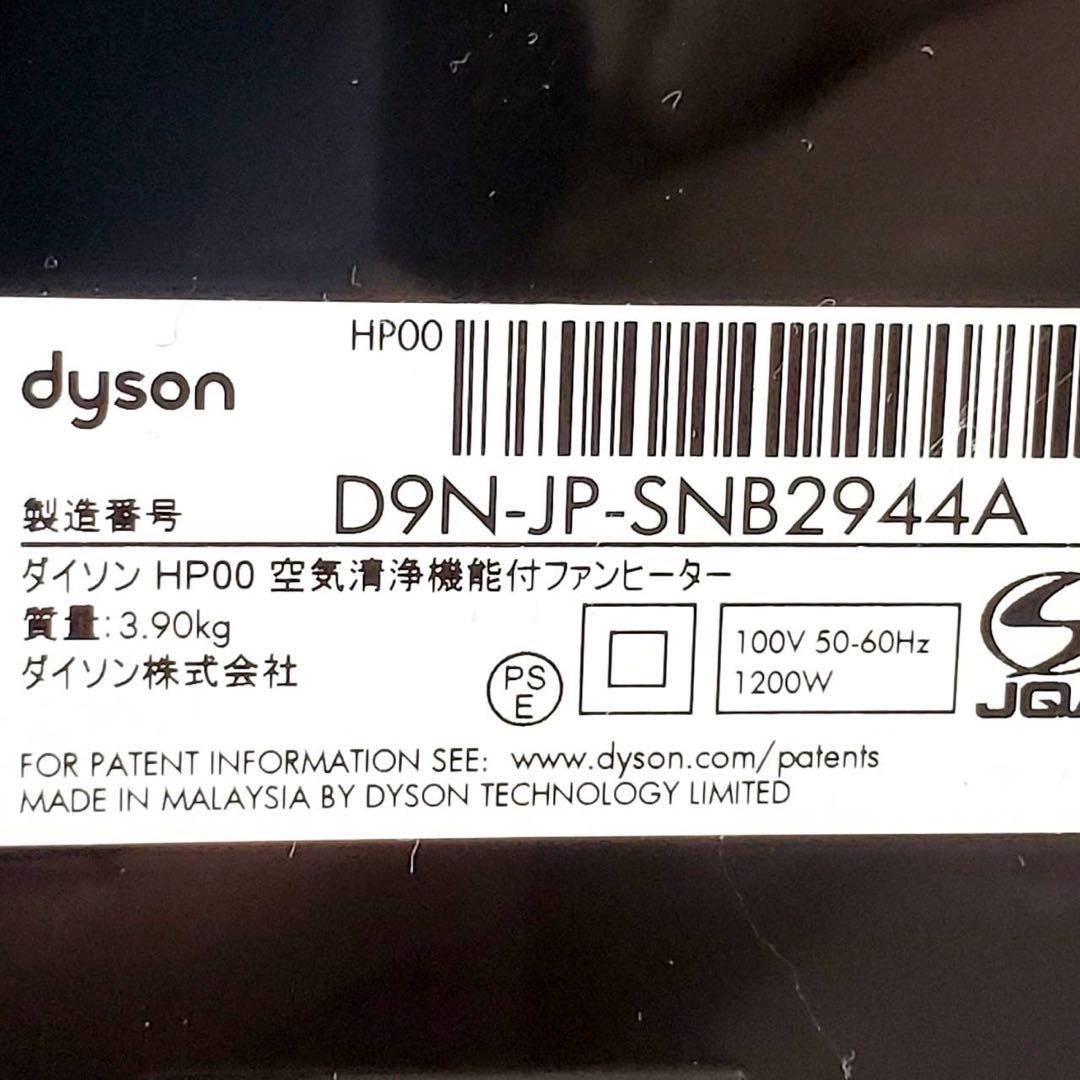 HP00
dyson
製造番号 D9N-JP-SNB2944A
ダイソン HP00 空気清浄機能付ファンヒーター
質量:3.90kg
ダイソン株式会社
PS
E
100V 50-60Hz
1200W
JQA
FOR PATENT INFORMATION SEE: www.dyson.com/patents
MADE IN MALAYSIA BY DYSON TECHNOLOGY LIMITED